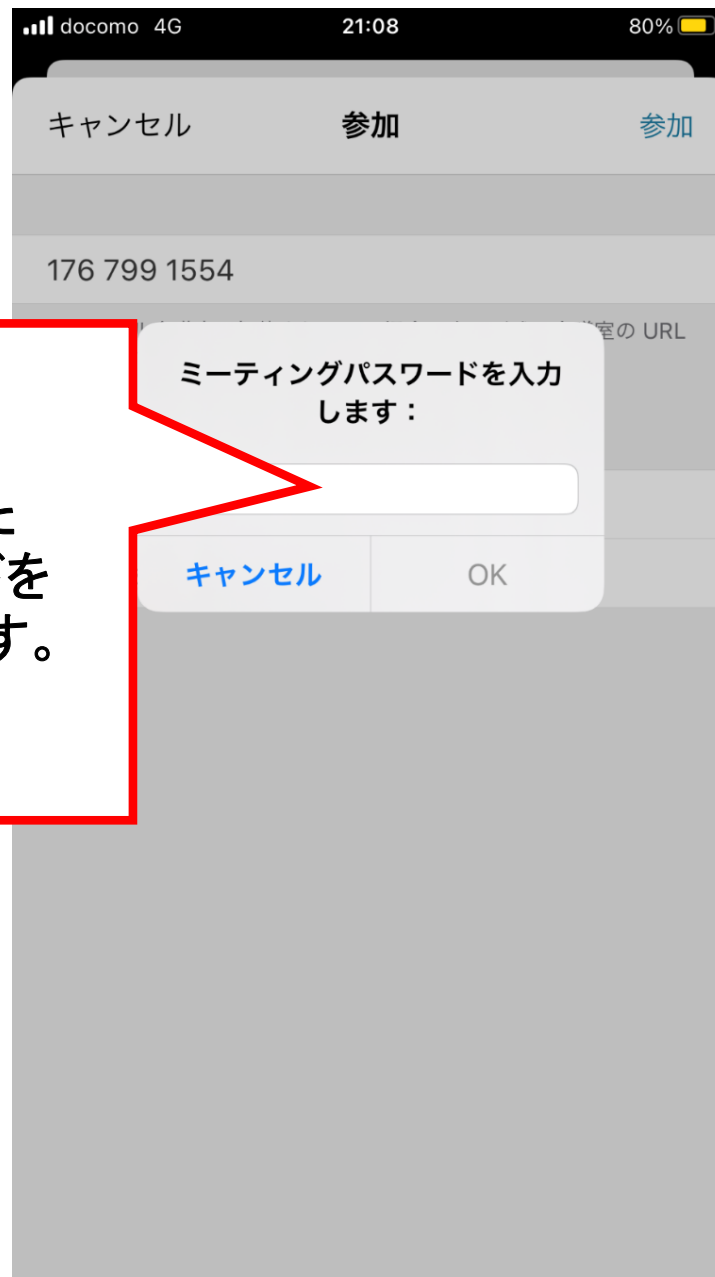 docomo 4G 21:08 80%
キャンセル 参加 参加
176 799 1554
室の URL
ミーティングパスワードを入力
します：
を
す。
キャンセル OK